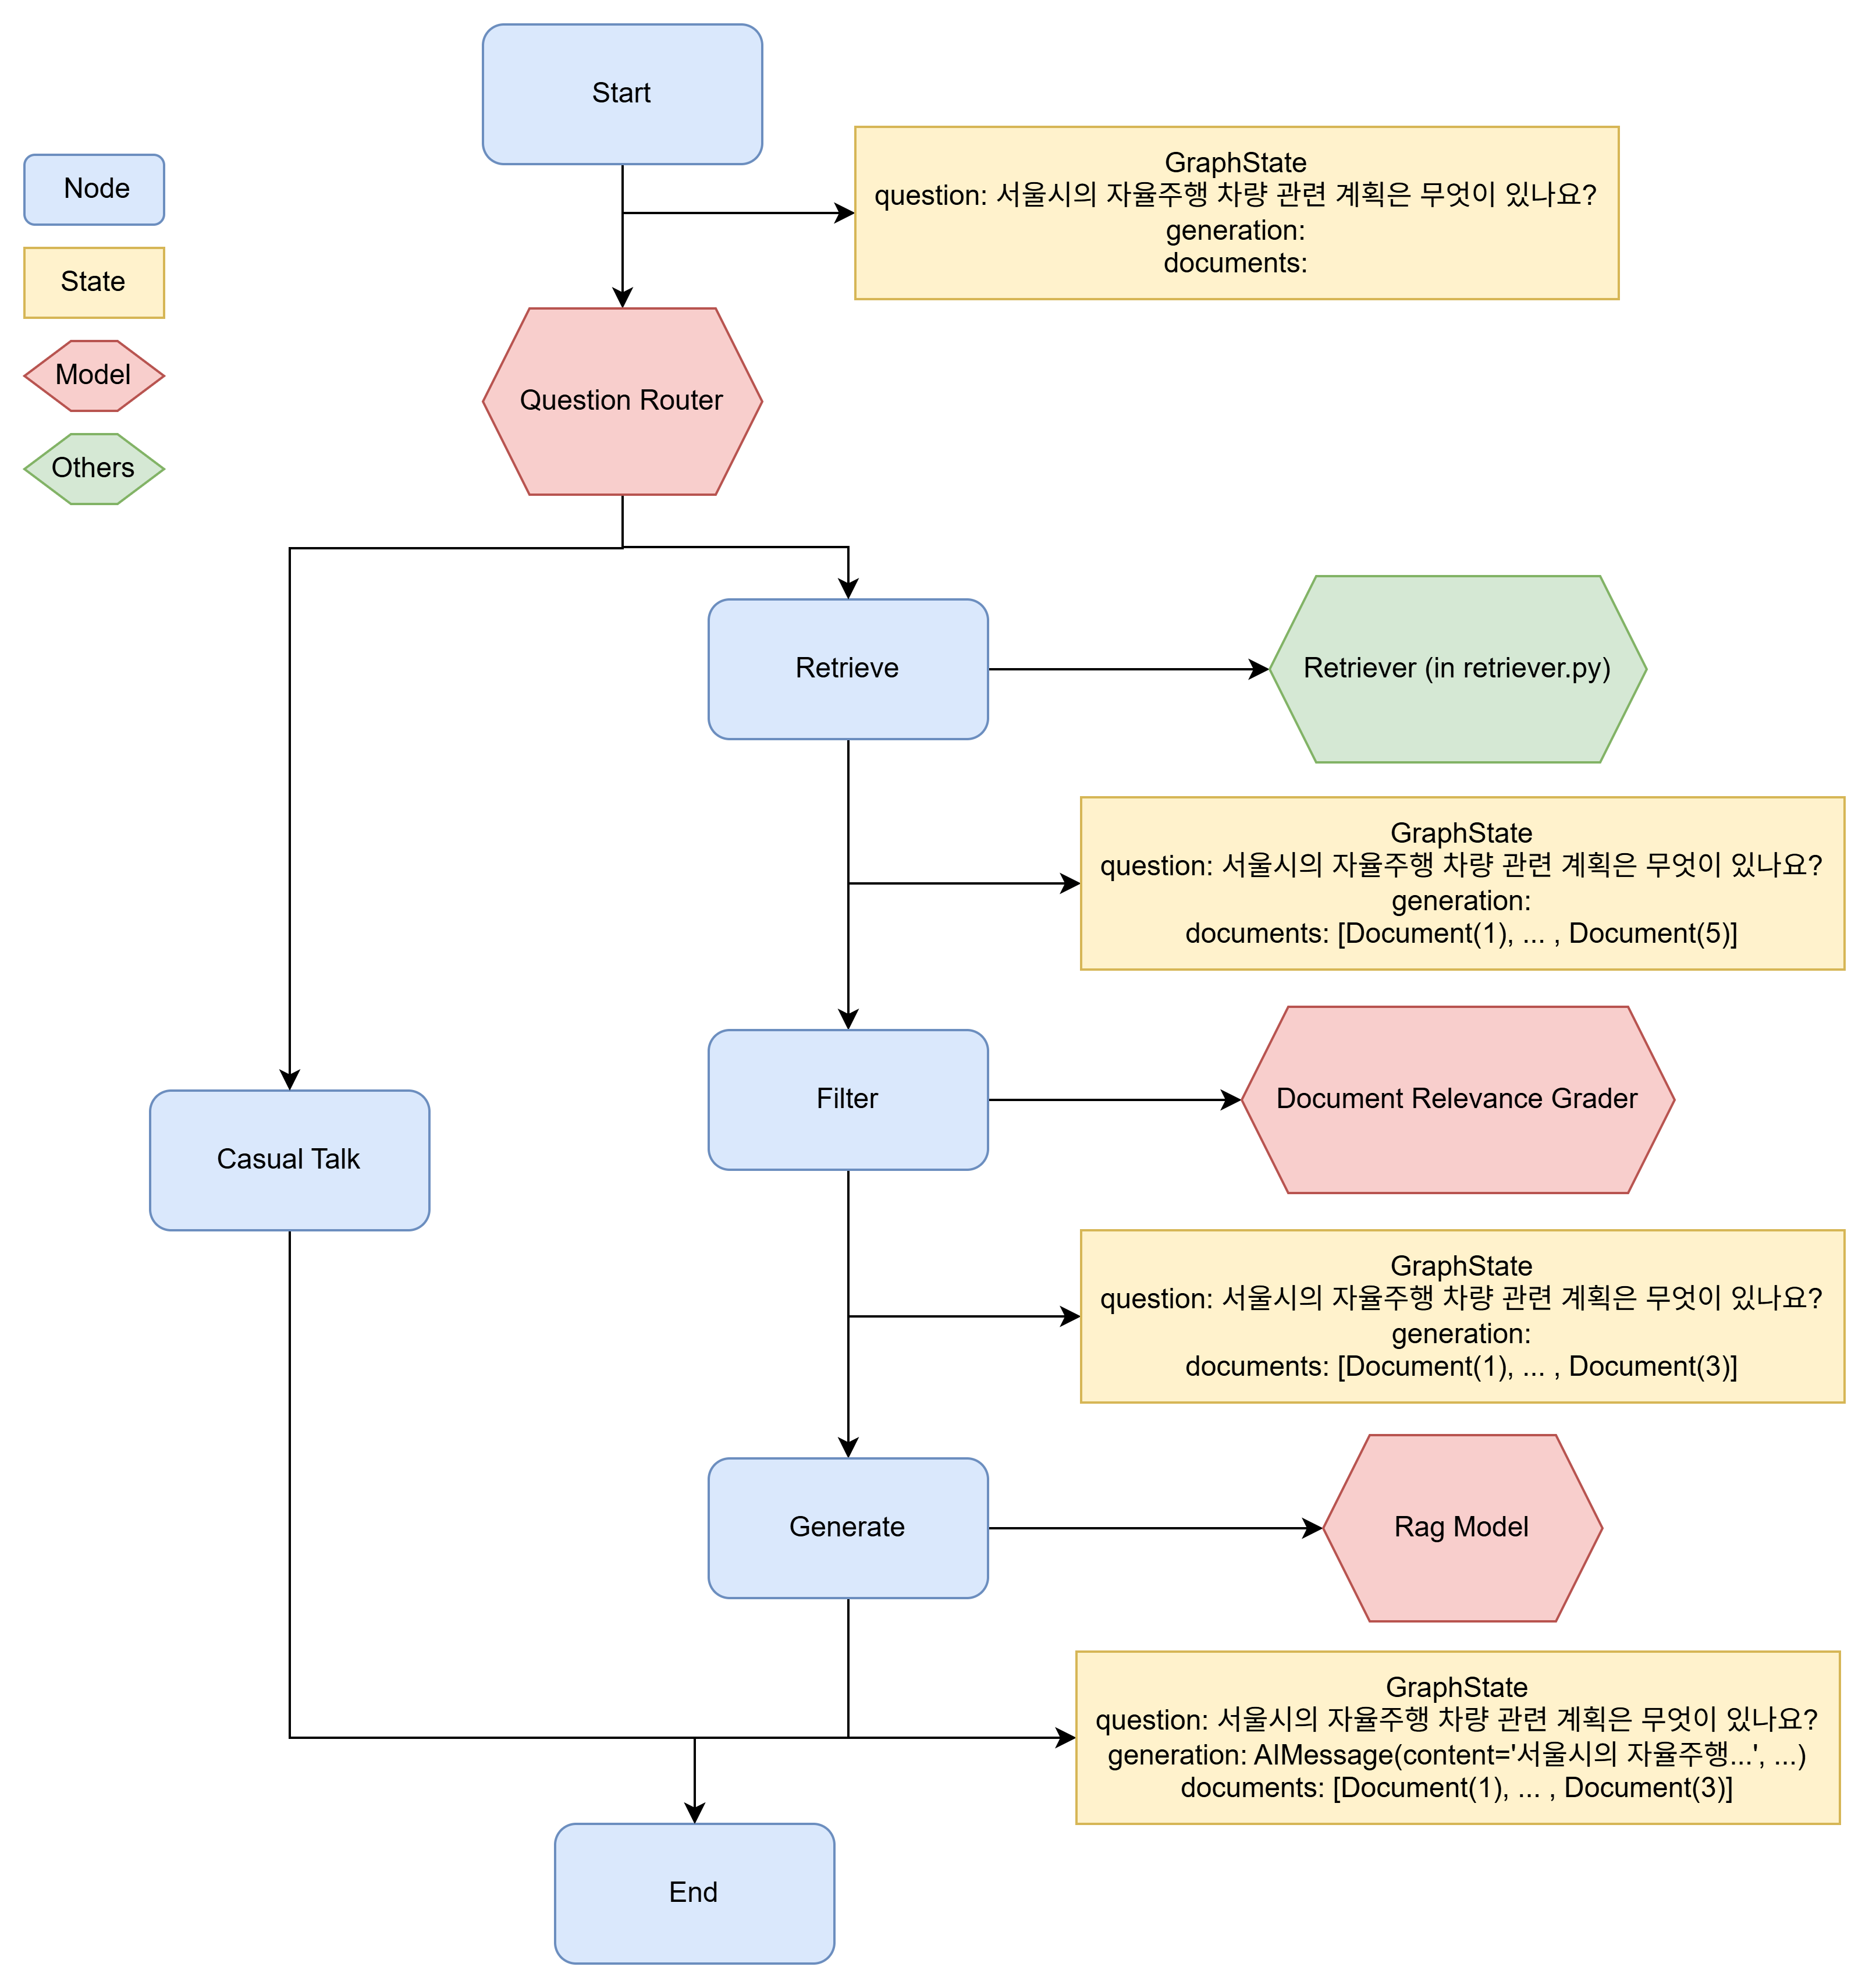 Start
GraphState
question: 서울시의 자율주행 차량 관련 계획은 무엇이 있나요?
generation:
documents:
Node
State
Model
Others
Question Router
Retrieve
Retriever (in retriever.py)
GraphState
question: 서울시의 자율주행 차량 관련 계획은 무엇이 있나요?
generation:
documents: [Document(1), ... , Document(5)]
Filter
Document Relevance Grader
Casual Talk
GraphState
question: 서울시의 자율주행 차량 관련 계획은 무엇이 있나요?
generation:
documents: [Document(1), ... , Document(3)]
Generate
Rag Model
GraphState
question: 서울시의 자율주행 차량 관련 계획은 무엇이 있나요?
generation: AIMessage(content='서울시의 자율주행...', ...)
documents: [Document(1), ... , Document(3)]
End